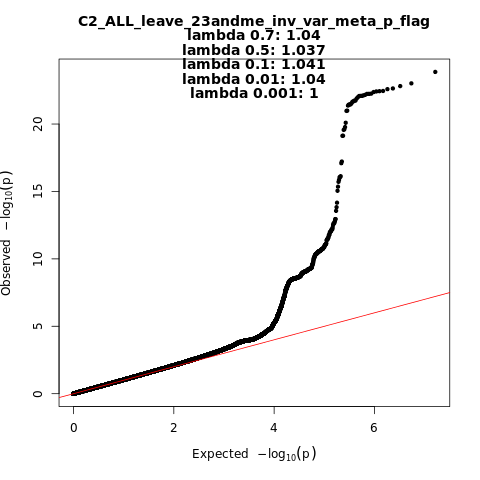 C2_ALL_leave_23andme_inv_var_meta_p_flag
lambda 0.7: 1.04
lambda 0.5: 1.037
lambda 0.1: 1.041
lambda 0.01: 1.04
lambda 0.001: 1
Observed −log10(p)
20
15
10
5
0
0 2 4 6
Expected −log10(p)